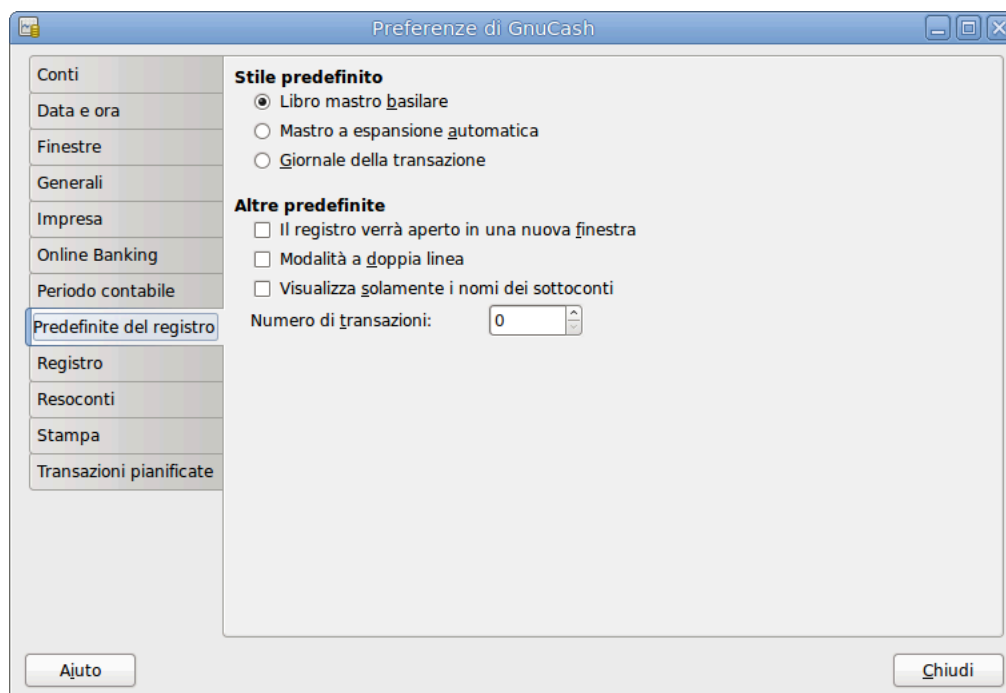 Preferenze di GnuCash
Conti
Data e ora
Finestre
Generali
Impresa
Online Banking
Periodo contabile
Predefinite del registro
Registro
Resoconti
Stampa
Transazioni pianificate
Stile predefinito
Libro mastro basilare
Mastro a espansione automatica
Giornale della transazione
Altre predefinite
Il registro verrà aperto in una nuova finestra
Modalità a doppia linea
Visualizza solamente i nomi dei sottoconti
Numero di transazioni: 0
Aiuto
Chiudi